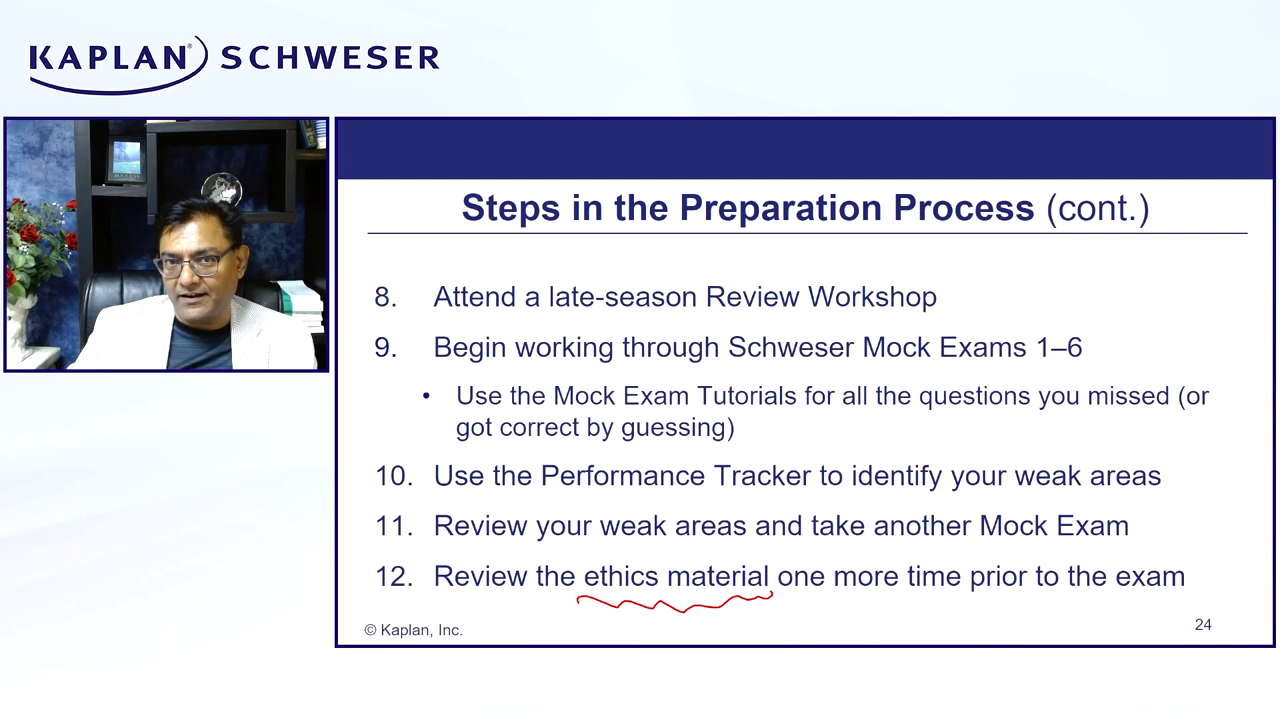 KAPLAN® SCHWESER
SUCCESS
Steps in the Preparation Process (cont.)
8. Attend a late-season Review Workshop
9. Begin working through Schweser Mock Exams 1–6
• Use the Mock Exam Tutorials for all the questions you missed (or
got correct by guessing)
10. Use the Performance Tracker to identify your weak areas
11. Review your weak areas and take another Mock Exam
12. Review the ethics material one more time prior to the exam
© Kaplan, Inc.
24